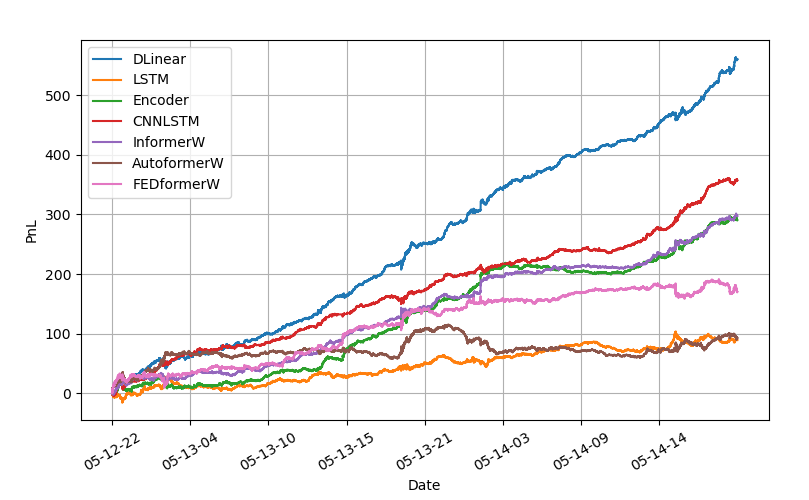 DLinear
LSTM
Encoder
CNNLSTM
InformerW
AutoformerW
FEDformerW
500
400
300
200
100
0
PnL
05-12-22
05-13-04
05-13-10
05-13-15
05-13-21
05-14-03
05-14-09
05-14-14
Date